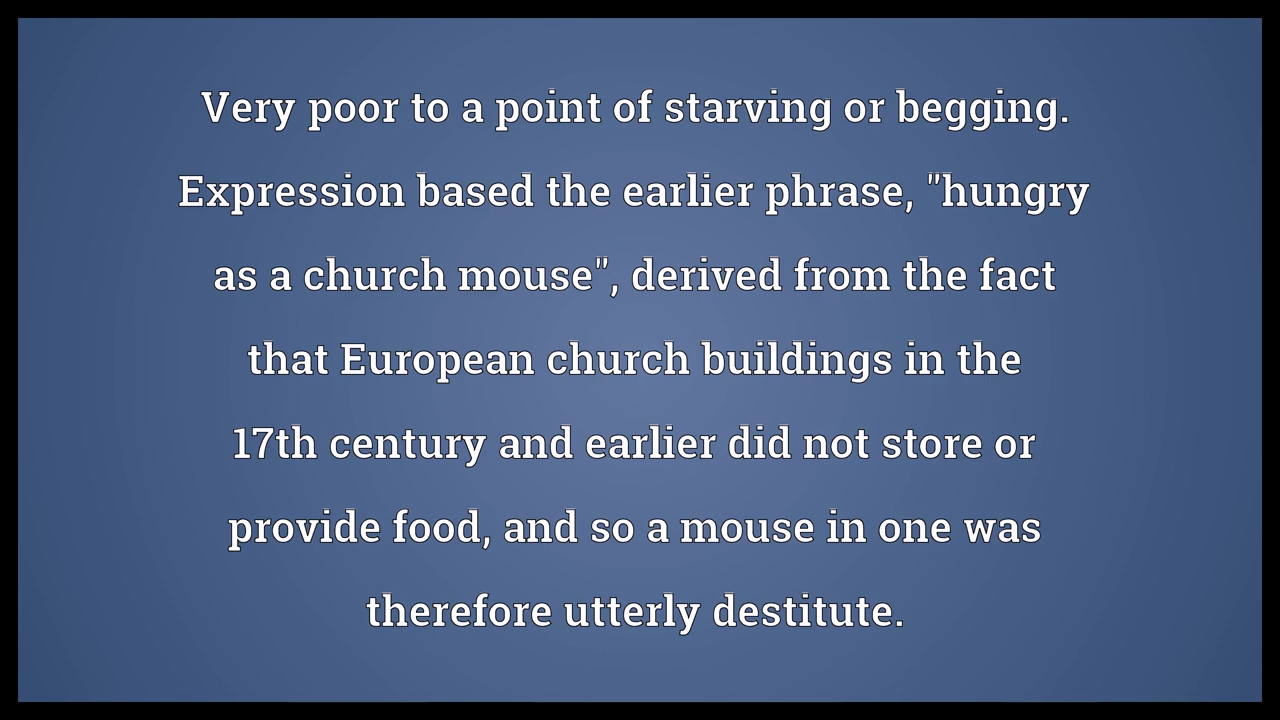 Very poor to a point of starving or begging.
Expression based the earlier phrase, "hungry
as a church mouse", derived from the fact
that European church buildings in the
17th century and earlier did not store or
provide food, and so a mouse in one was
therefore utterly destitute.